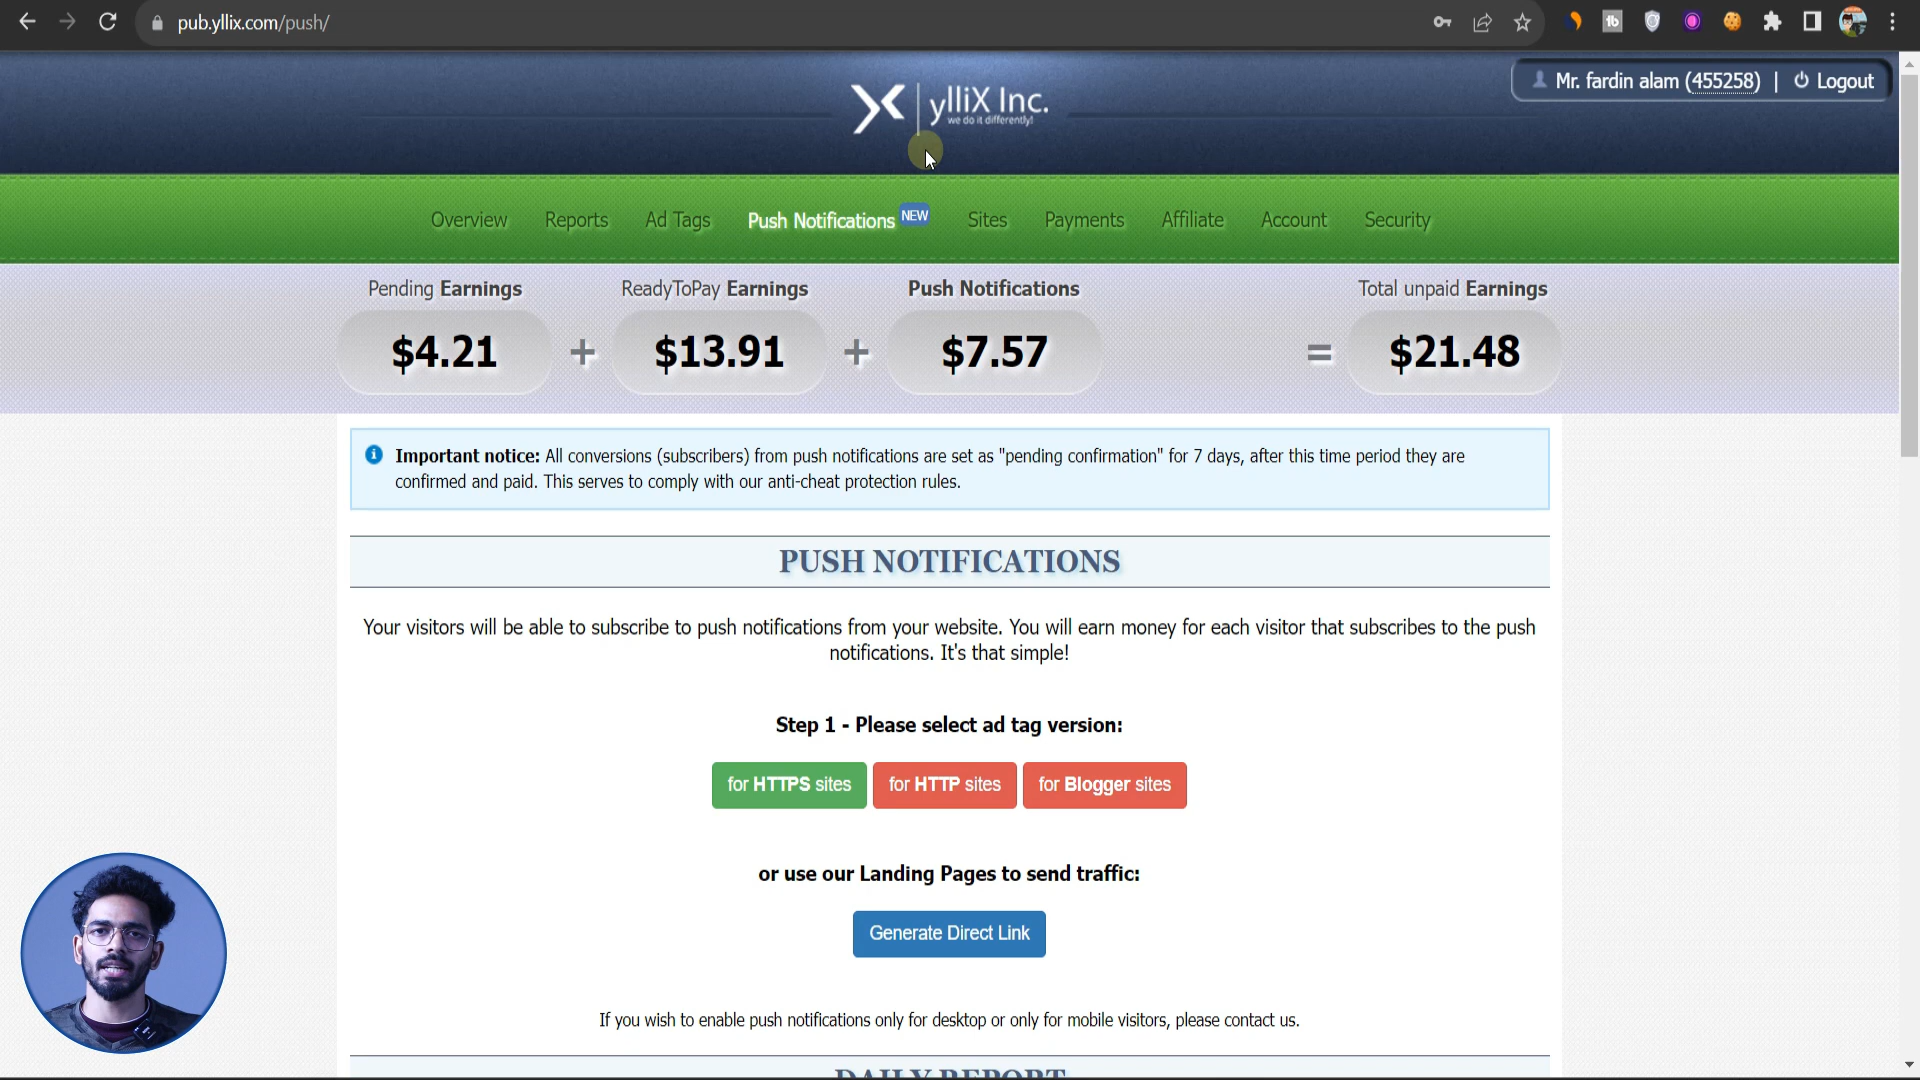 pub.yllix.com/push/
tb
ylliX Inc.
we do it differently!
Mr. fardin alam (455258) | Logout
Overview Reports Ad Tags Push Notifications NEW Sites Payments Affiliate Account Security
Pending Earnings ReadyToPay Earnings Push Notifications Total unpaid Earnings
$4.21 + $13.91 + $7.57 = $21.48
Important notice: All conversions (subscribers) from push notifications are set as "pending confirmation" for 7 days, after this time period they are
confirmed and paid. This serves to comply with our anti-cheat protection rules.
PUSH NOTIFICATIONS
Your visitors will be able to subscribe to push notifications from your website. You will earn money for each visitor that subscribes to the push
notifications. It's that simple!
Step 1 - Please select ad tag version:
for HTTPS sites for HTTP sites for Blogger sites
or use our Landing Pages to send traffic:
Generate Direct Link
If you wish to enable push notifications only for desktop or only for mobile visitors, please contact us.
DAILY REPORT